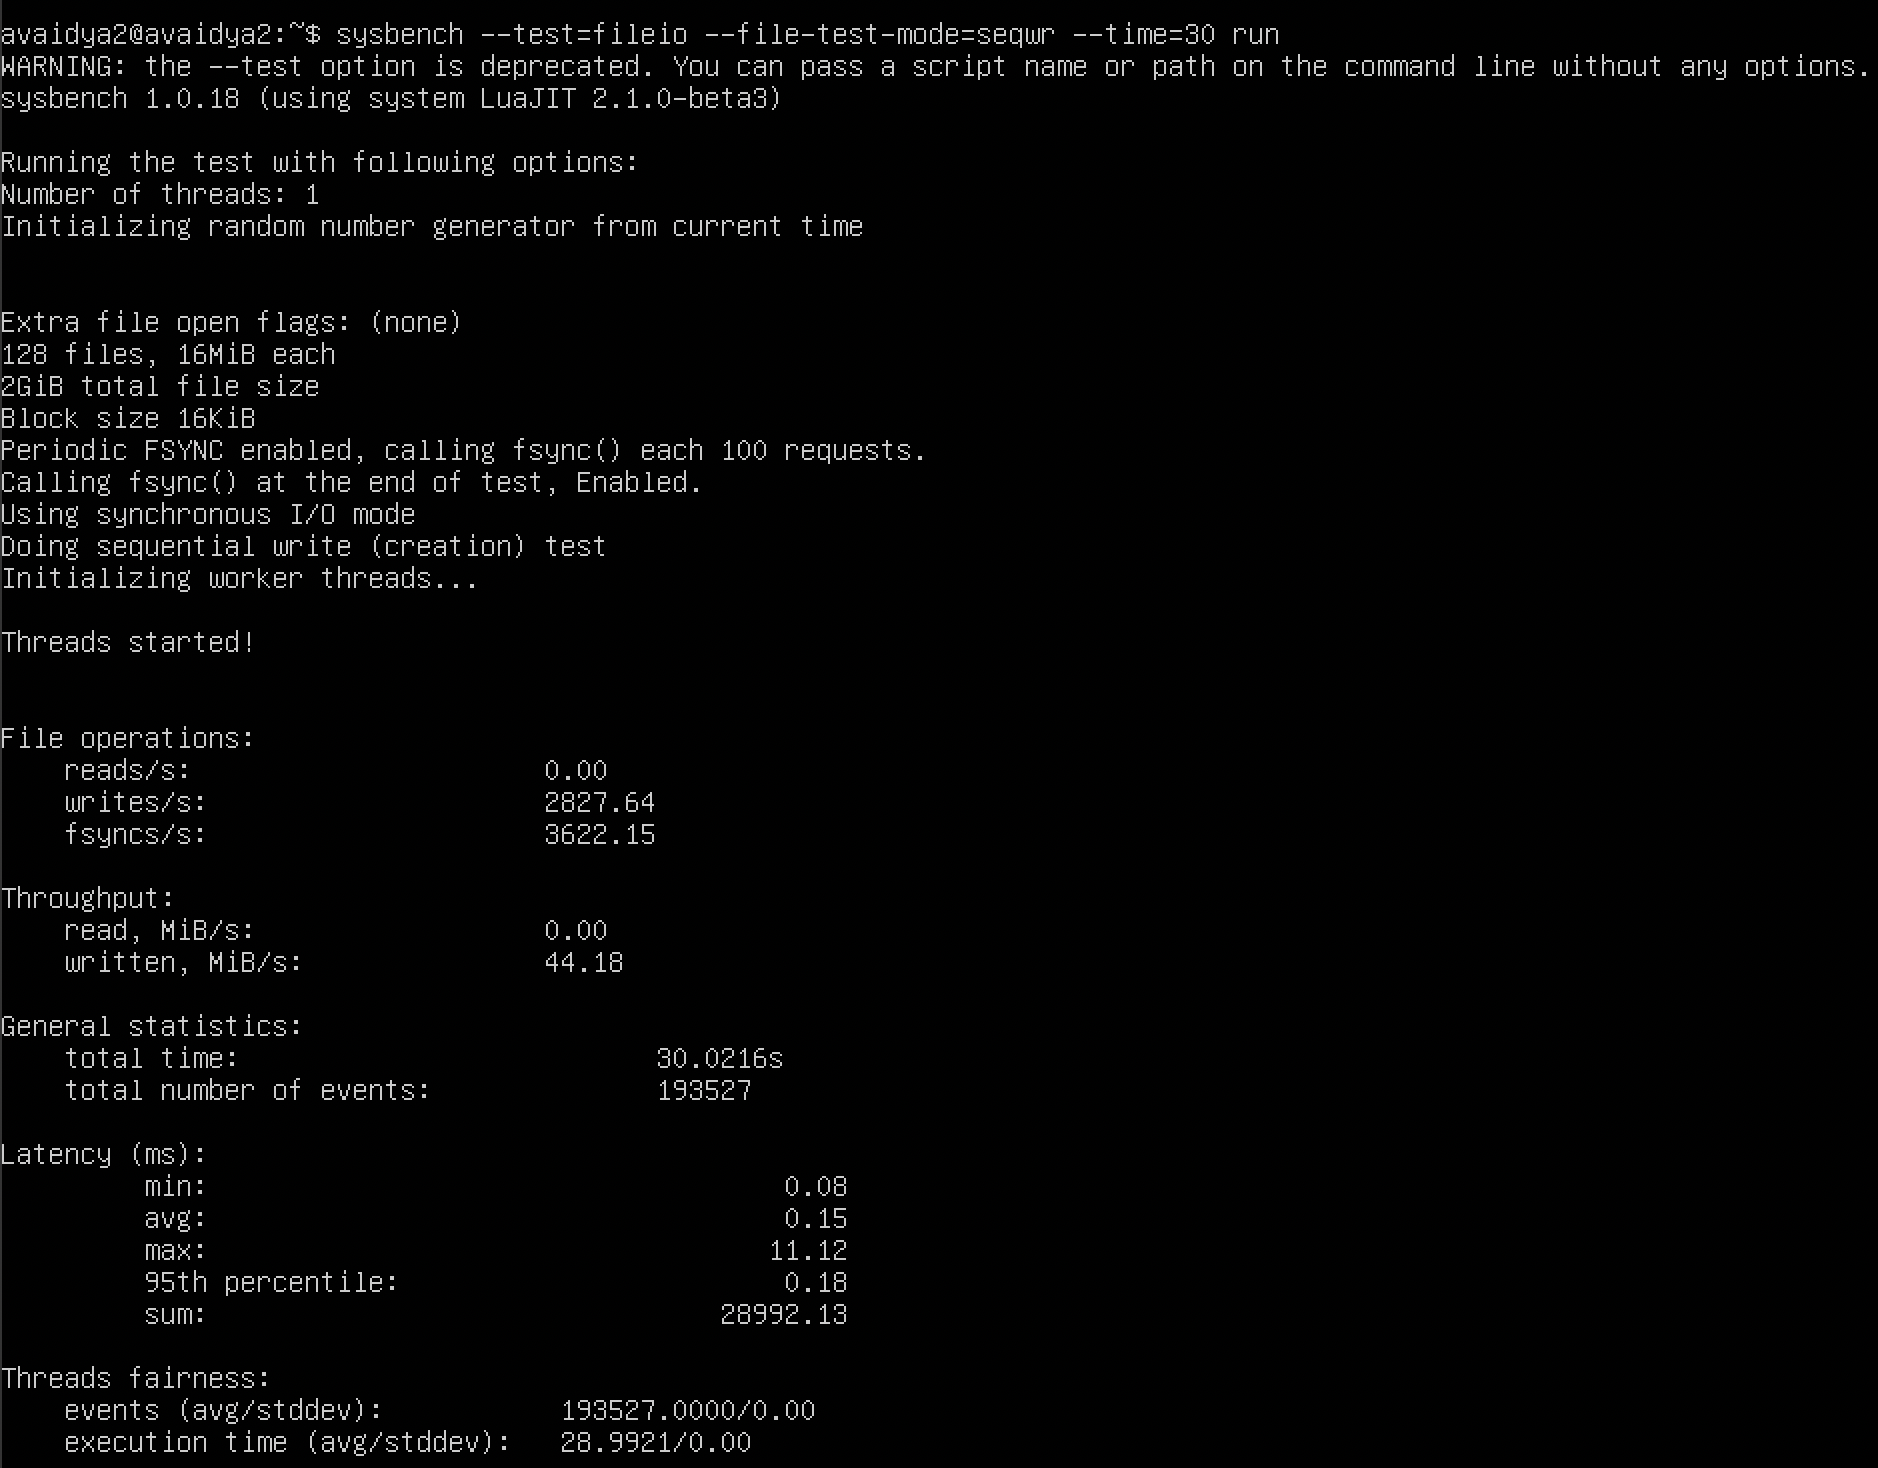 avaidya2@avaidya2:~$ sysbench --test=fileio --file-test-mode=seqwr --time=30 run
WARNING: the --test option is deprecated. You can pass a script name or path on the command line without any options.
sysbench 1.0.18 (using system LuaJIT 2.1.0-beta3)
Running the test with following options:
Number of threads: 1
Initializing random number generator from current time
Extra file open flags: (none)
128 files, 16MiB each
2GiB total file size
Block size 16KiB
Periodic FSYNC enabled, calling fsync() each 100 requests.
Calling fsync() at the end of test, Enabled.
Using synchronous I/O mode
Doing sequential write (creation) test
Initializing worker threads...
Threads started!
File operations:
reads/s: 0.00
writes/s: 2827.64
fsyncs/s: 3622.15
Throughput:
read, MiB/s: 0.00
written, MiB/s: 44.18
General statistics:
total time: 30.0216s
total number of events: 193527
Latency (ms):
min: 0.08
avg: 0.15
max: 11.12
95th percentile: 0.18
sum: 28992.13
Threads fairness:
events (avg/stddev): 193527.0000/0.00
execution time (avg/stddev): 28.9921/0.00